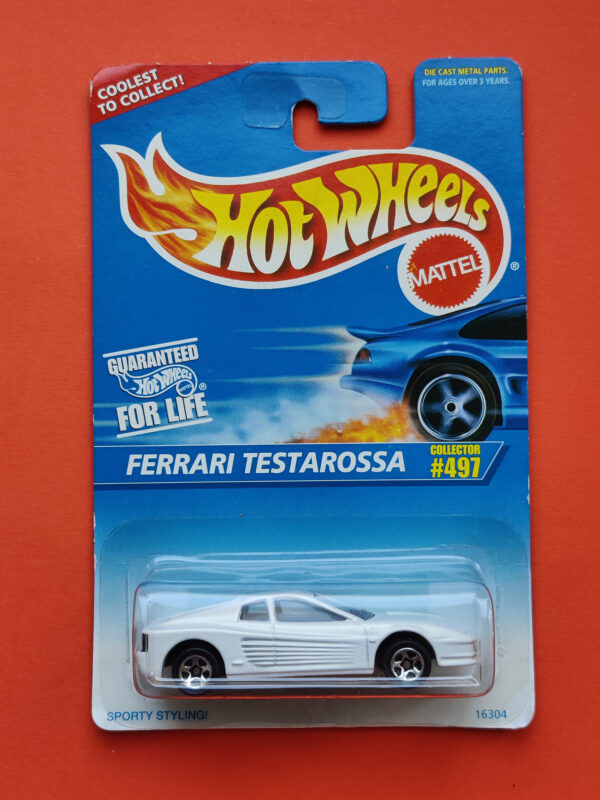 COOLEST
TO COLLECT!
DIE CAST METAL PARTS.
FOR AGES OVER 3 YEARS.
Hot Wheels
MATTEL
®
GUARANTEED
Hot Wheels
MATTEL
®
FOR LIFE
FERRARI TESTAROSSA
COLLECTOR
#497
SPORTY STYLING!
16304